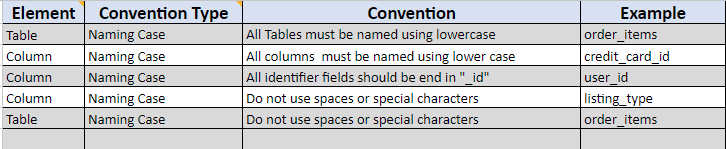 Element Convention Type Convention Example
Table Naming Case All Tables must be named using lowercase order_items
Column Naming Case All columns  must be named using lower case credit_card_id
Column Naming Case All identifier fields should be end in "_id" user_id
Column Naming Case Do not use spaces or special characters listing_type
Table Naming Case Do not use spaces or special characters order_items